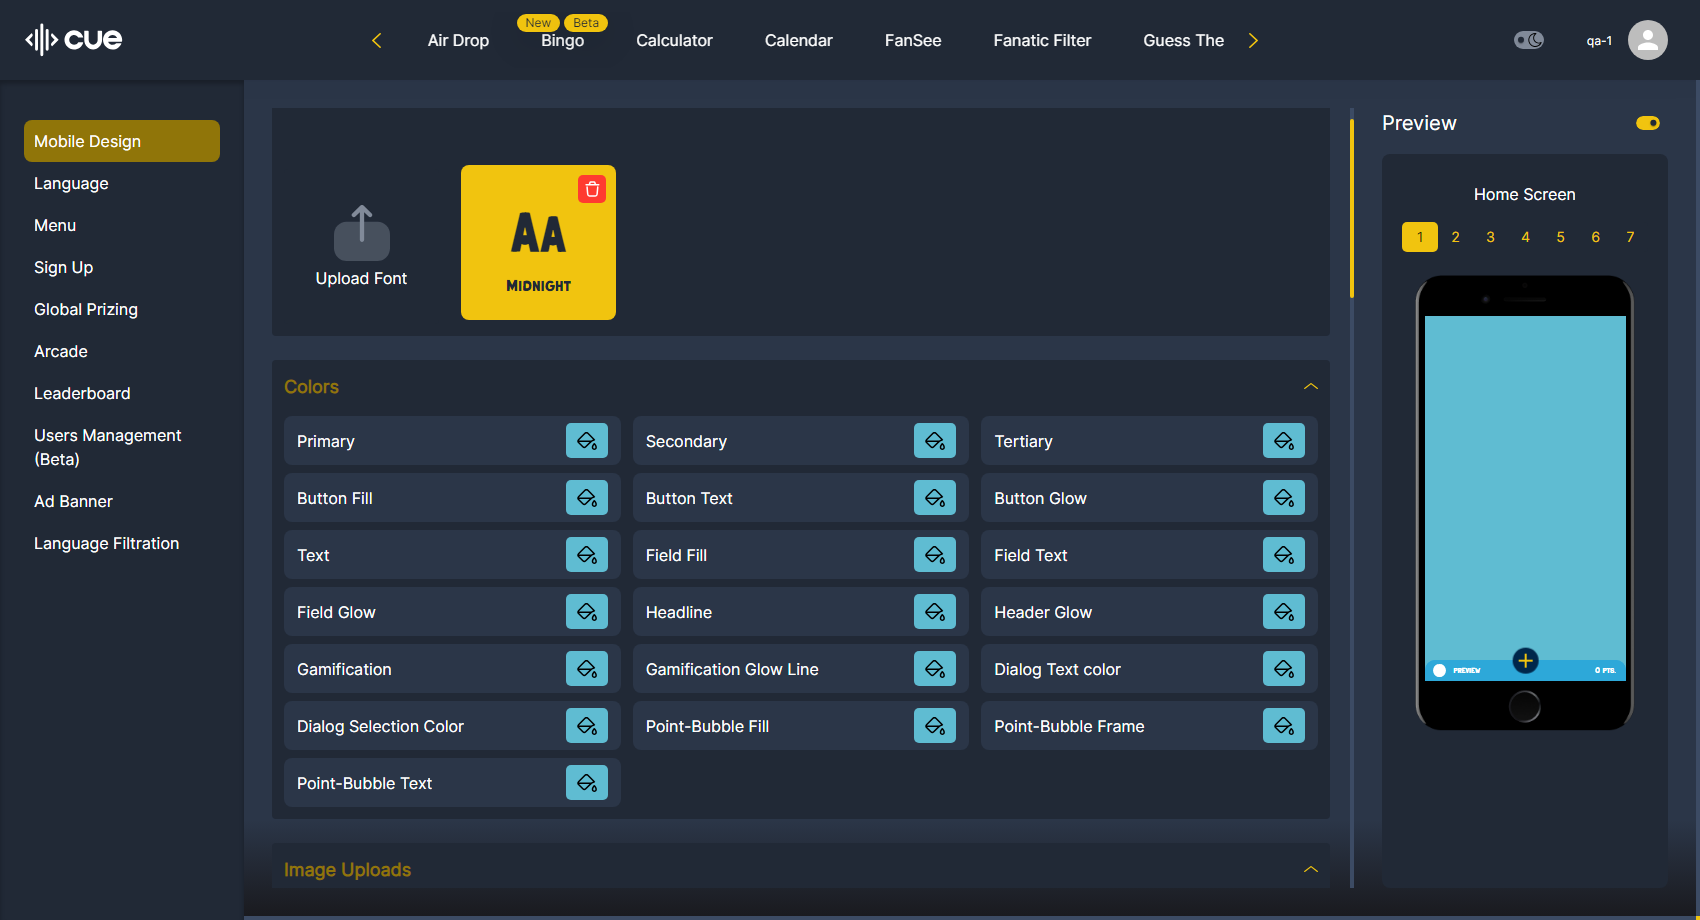 cue
New Beta
Air Drop Bingo Calculator Calendar FanSee Fanatic Filter Guess The
qa-1
Mobile Design
Language
Menu
Sign Up
Global Prizing
Arcade
Leaderboard
Users Management
(Beta)
Ad Banner
Language Filtration
Upload Font
AA
MIDNIGHT
Colors
Primary Secondary Tertiary
Button Fill Button Text Button Glow
Text Field Fill Field Text
Field Glow Headline Header Glow
Gamification Gamification Glow Line Dialog Text color
Dialog Selection Color Point-Bubble Fill Point-Bubble Frame
Point-Bubble Text
Image Uploads
Preview
Home Screen
1 2 3 4 5 6 7
PREVIEW 0 PTS.